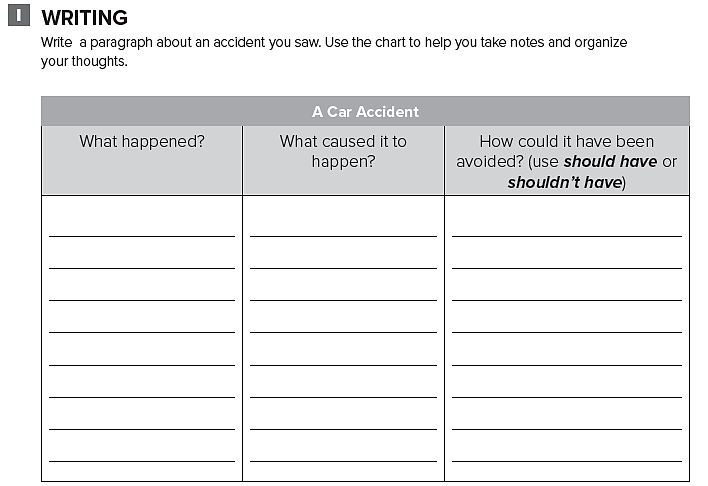 I WRITING
Write a paragraph about an accident you saw. Use the chart to help you take notes and organize
your thoughts.
A Car Accident
What happened?
What caused it to
happen?
How could it have been
avoided? (use should have or
shouldn't have)